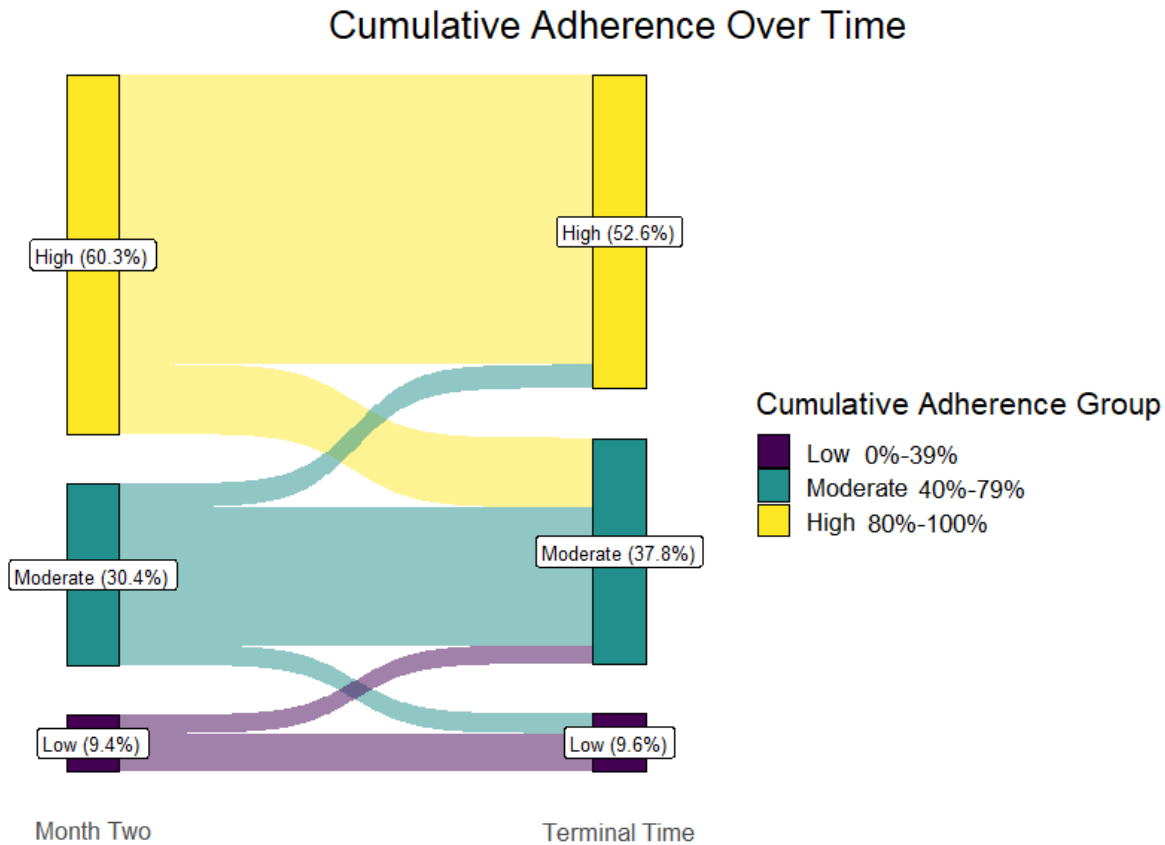 Cumulative Adherence Over Time
High (60.3%)
High (52.6%)
Moderate (30.4%)
Moderate (37.8%)
Low (9.4%)
Low (9.6%)
Month Two
Terminal Time
Cumulative Adherence Group
Low 0%-39%
Moderate 40%-79%
High 80%-100%